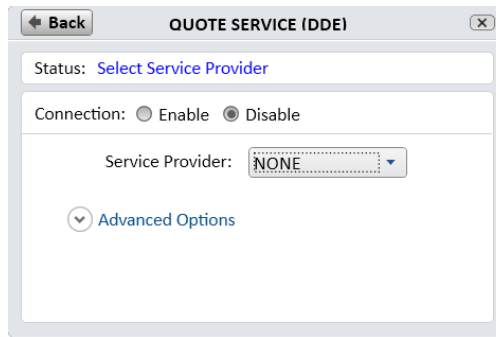 Back
QUOTE SERVICE (DDE)
Status: Select Service Provider
Connection: Enable Disable
Service Provider: NONE
Advanced Options